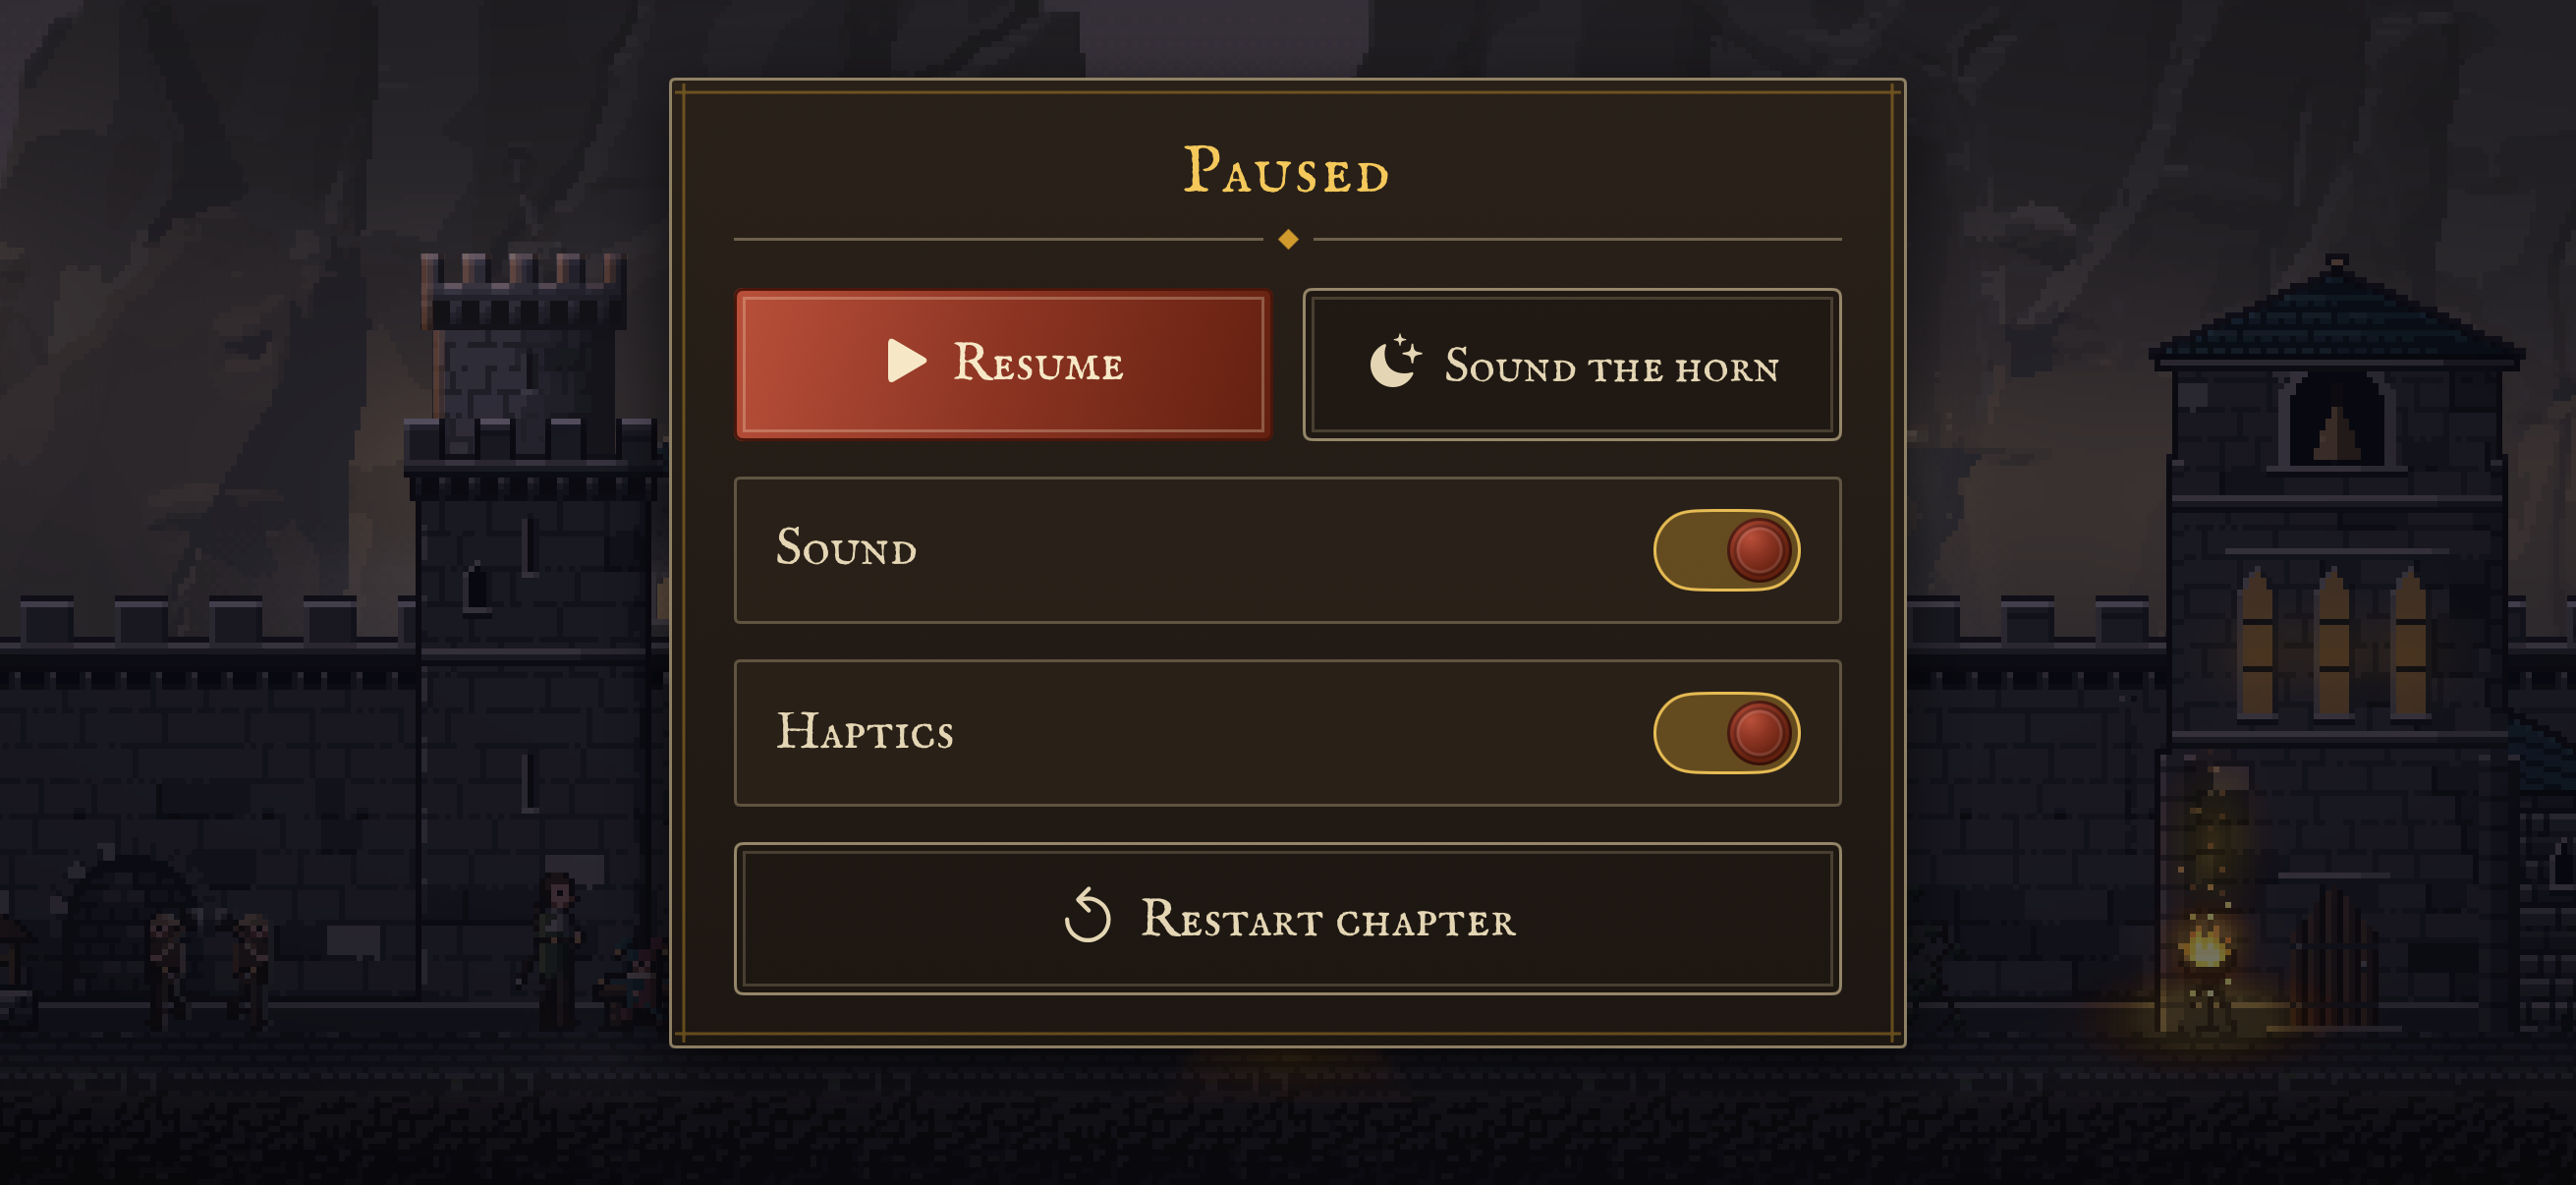 Paused
Resume
Sound the horn
Sound
Haptics
Restart chapter